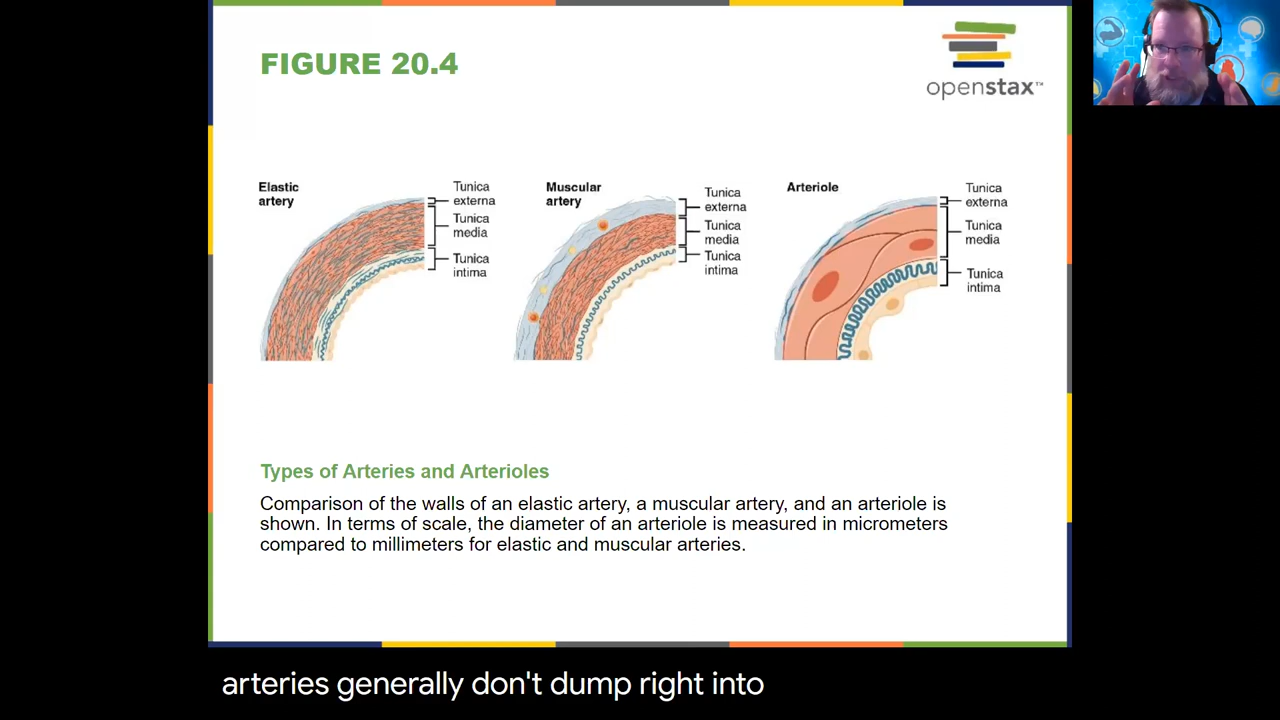 FIGURE 20.4
openstax™
Elastic
artery
Tunica
externa
Tunica
media
Tunica
intima
Muscular
artery
Tunica
externa
Tunica
media
Tunica
intima
Arteriole
Tunica
externa
Tunica
media
Tunica
intima
Types of Arteries and Arterioles
Comparison of the walls of an elastic artery, a muscular artery, and an arteriole is
shown. In terms of scale, the diameter of an arteriole is measured in micrometers
compared to millimeters for elastic and muscular arteries.
arteries generally don't dump right into